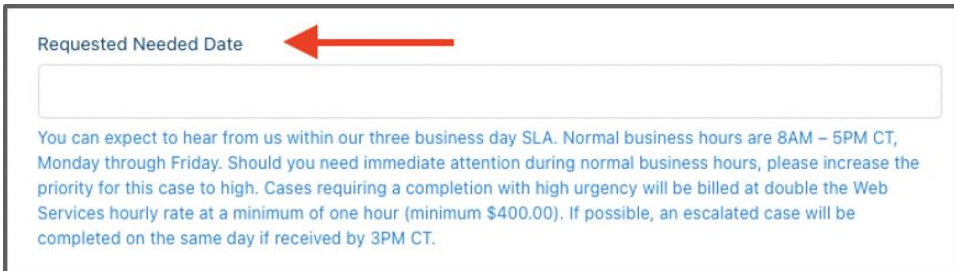 Requested Needed Date
You can expect to hear from us within our three business day SLA. Normal business hours are 8AM – 5PM CT,
Monday through Friday. Should you need immediate attention during normal business hours, please increase the
priority for this case to high. Cases requiring a completion with high urgency will be billed at double the Web
Services hourly rate at a minimum of one hour (minimum $400.00). If possible, an escalated case will be
completed on the same day if received by 3PM CT.